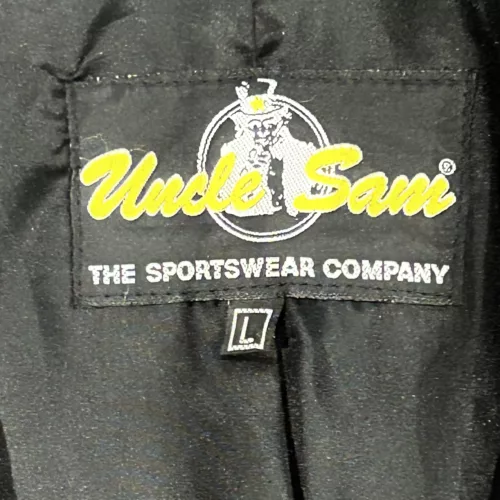 Uncle Sam®
THE SPORTSWEAR COMPANY
L